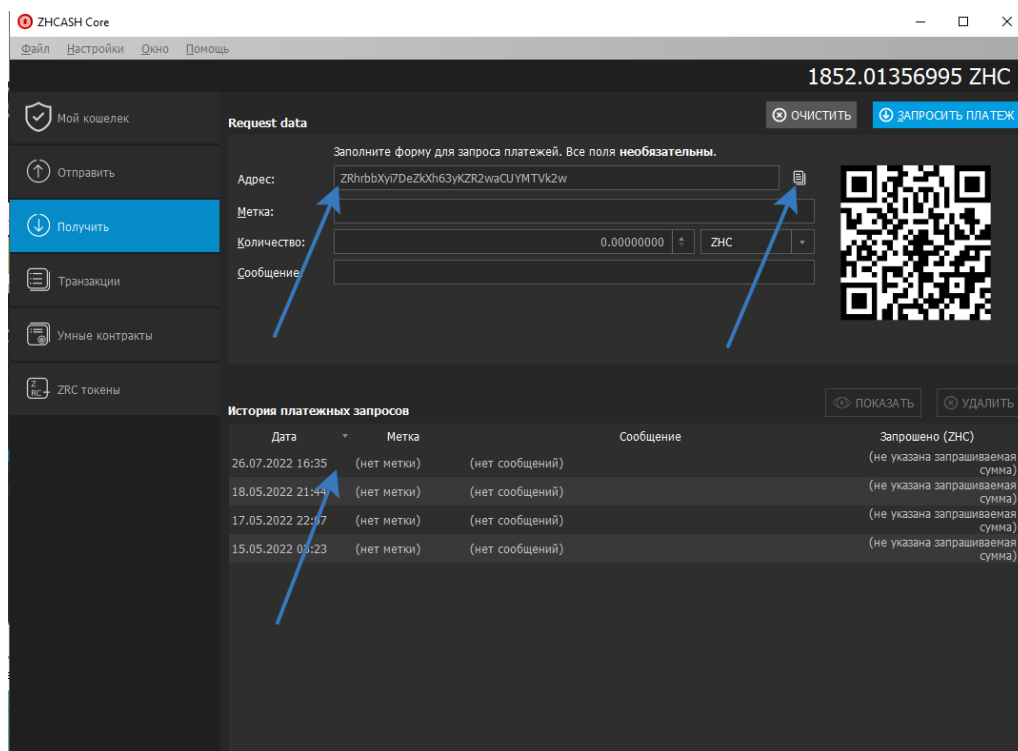 ZHCASH Core
Файл Настройки Окно Помощь
1852.01356995 ZHC
Мой кошелек
Отправить
Получить
Транзакции
Умные контракты
ZRC токены
Request data
ОЧИСТИТЬ
ЗАПРОСИТЬ ПЛАТЕЖ
Заполните форму для запроса платежей. Все поля необязательны.
Адрес: ZRhrbbXyi7DeZkXh63yKZR2waCUYMTVk2w
Метка:
Количество: 0.00000000 ZHC
Сообщение
История платежных запросов
ПОКАЗАТЬ
УДАЛИТЬ
Дата Метка Сообщение Запрошено (ZHC)
26.07.2022 16:35 (нет метки) (нет сообщений) (не указана запрашиваемая
сумма)
18.05.2022 21:44 (нет метки) (нет сообщений) (не указана запрашиваемая
сумма)
17.05.2022 (нет метки) (нет сообщений) (не указана запрашиваемая
сумма)
15.05.2022 (нет метки) (нет сообщений) (не указана запрашиваемая
сумма)